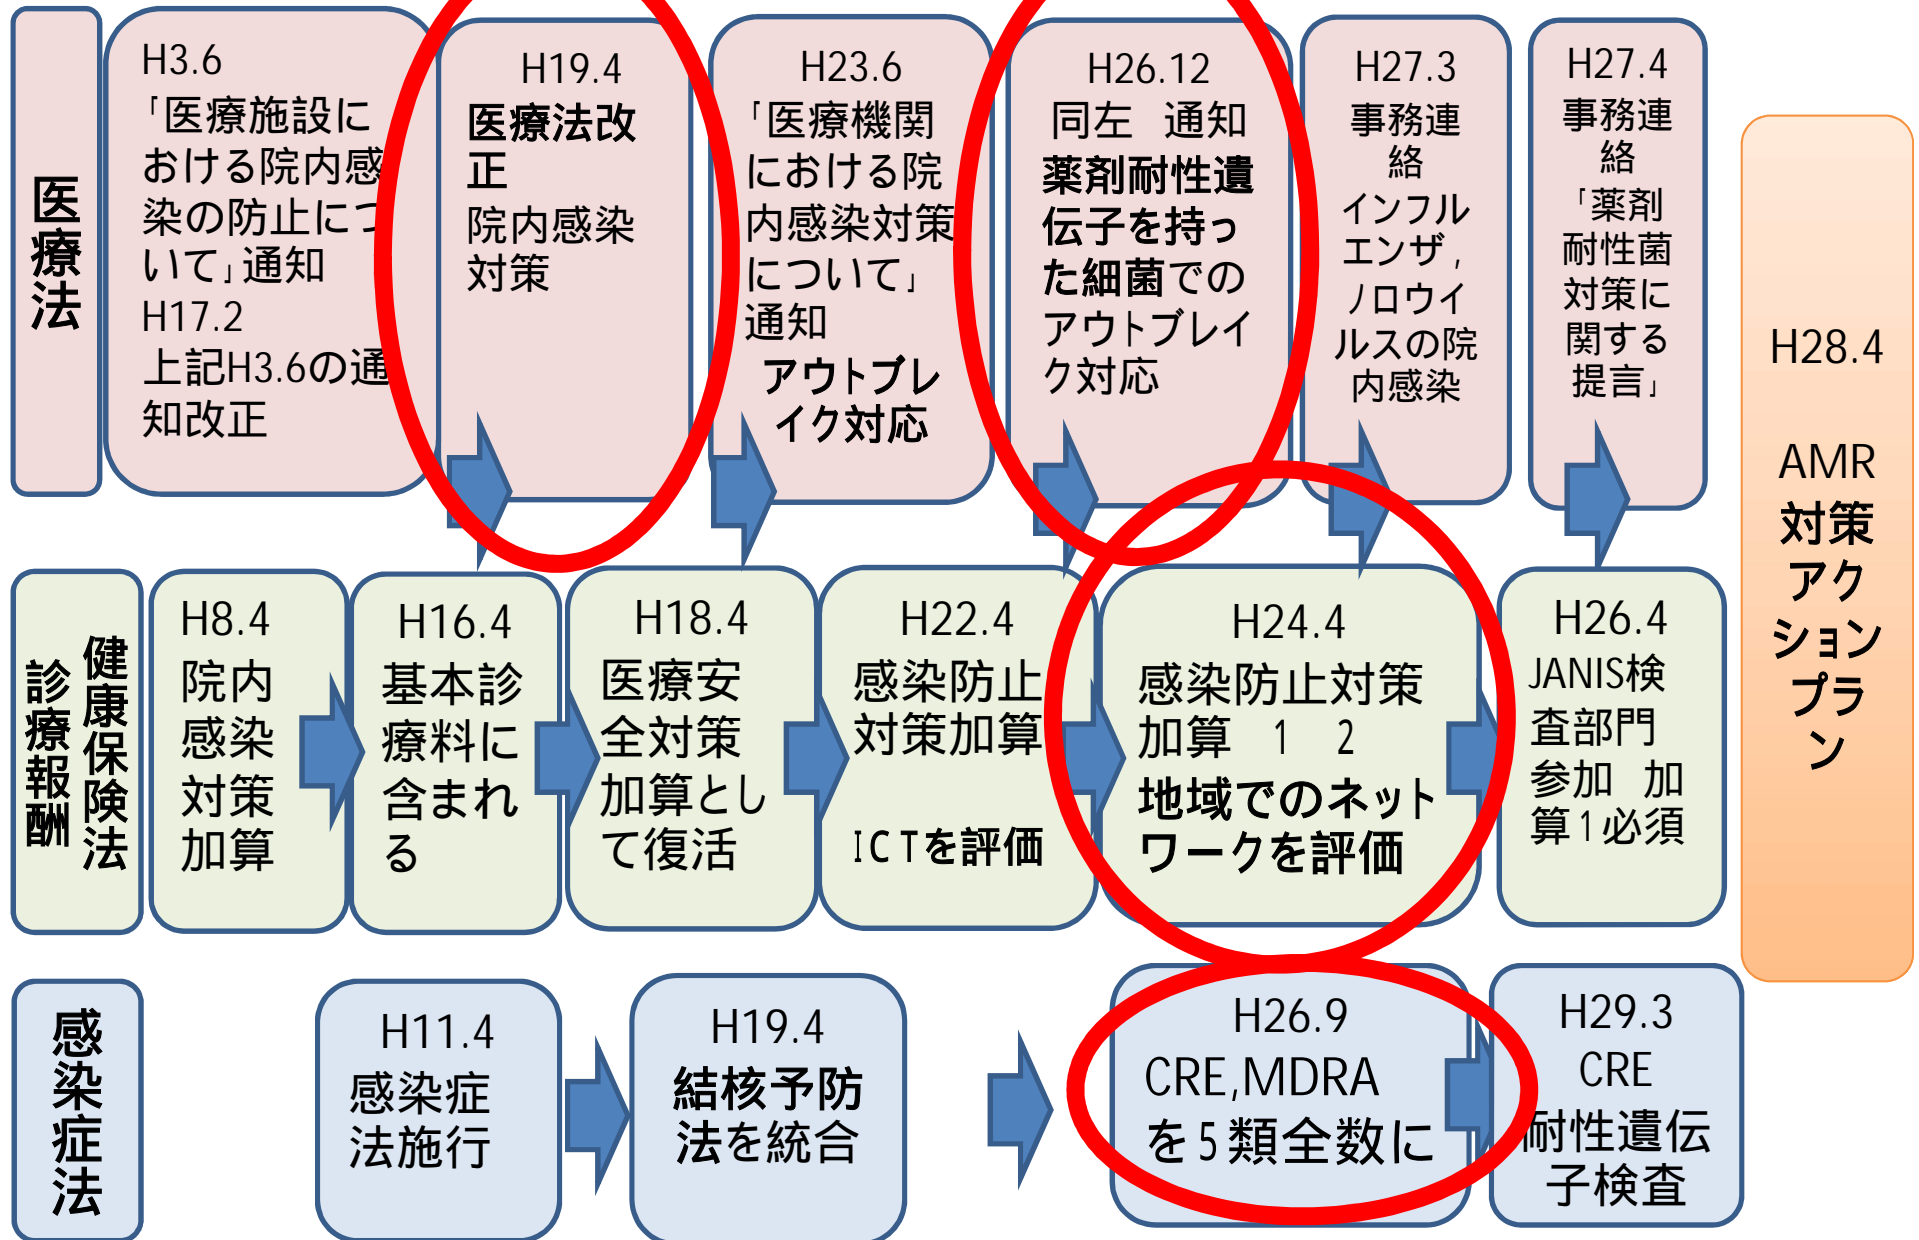 医療法
H3.6
「医療施設に
おける院内感
染の防止につ
いて」通知
H17.2
上記H3.6の通
知改正
H19.4
医療法改
正
院内感染
対策
H23.6
「医療機関
における院
内感染対策
について」
通知
アウトブレ
イク対応
H26.12
同左 通知
薬剤耐性遺
伝子を持っ
た細菌での
アウトブレイ
ク対応
H27.3
事務連
絡
インフル
エンザ,
ノロウイ
ルスの院
内感染
H27.4
事務連
絡
「薬剤
耐性菌
対策に
関する
提言」
健康保険法
診療報酬
H8.4
院内
感染
対策
加算
H16.4
基本診
療料に
含まれ
る
H18.4
医療安
全対策
加算とし
て復活
H22.4
感染防止
対策加算
ICTを評価
H24.4
感染防止対策
加算 1 2
地域でのネット
ワークを評価
H26.4
JANIS検
査部門
参加 加
算1必須
感染症法
H11.4
感染症
法施行
H19.4
結核予防
法を統合
H26.9
CRE,MDRA
を5類全数に
H29.3
CRE
耐性遺伝
子検査
H28.4
AMR
対策
アク
ション
プラ
ン